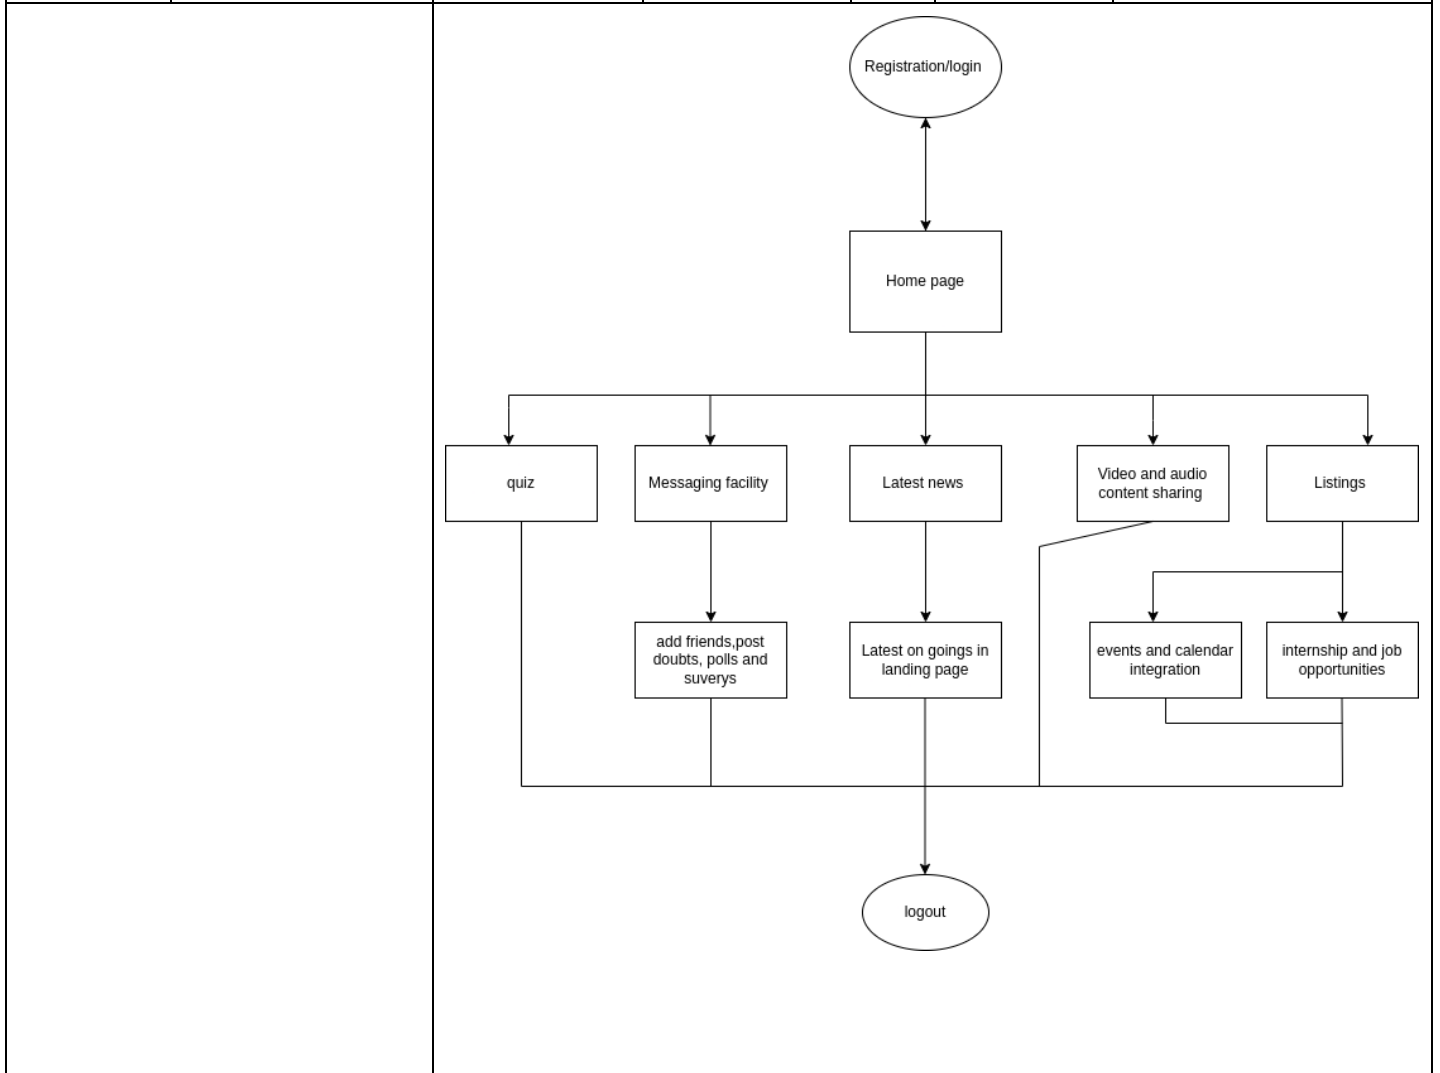 Registration/login
Home page
quiz
Messaging facility
Latest news
Video and audio
content sharing
Listings
add friends,post
doubts, polls and
suverys
Latest on goings in
landing page
events and calendar
integration
internship and job
opportunities
logout